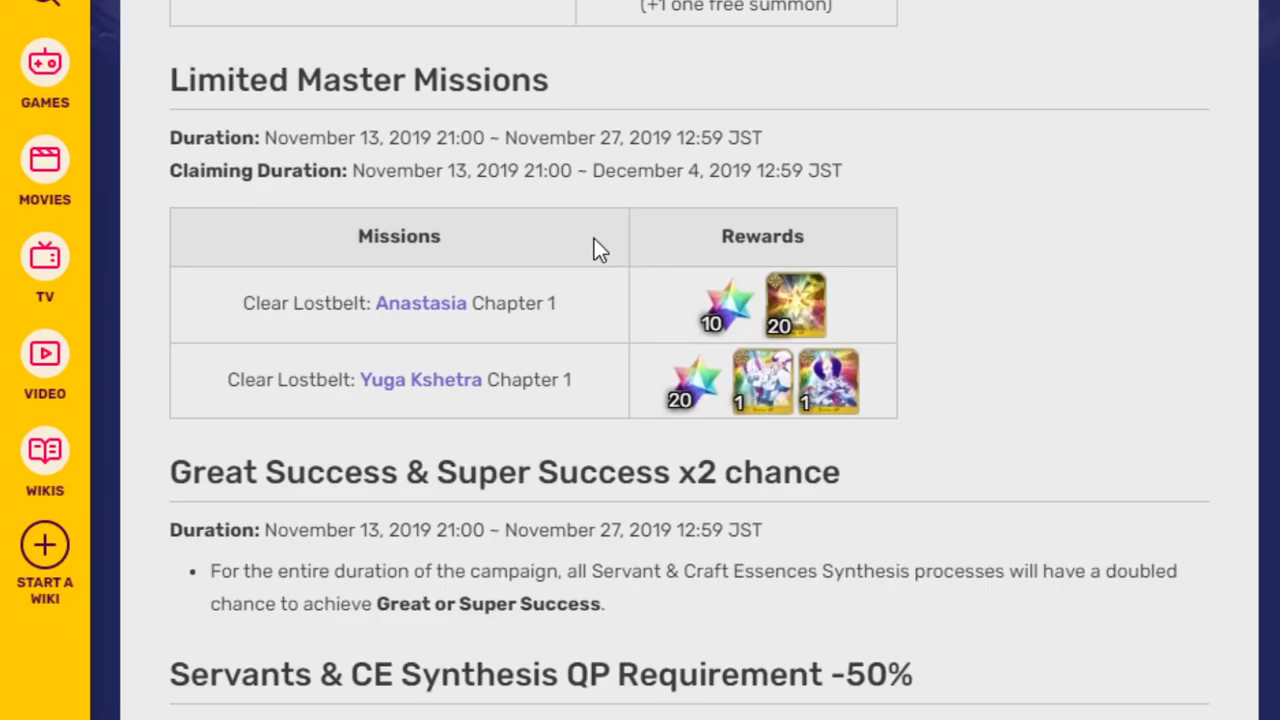 (+1 one free summon)
GAMES
MOVIES
TV
VIDEO
WIKIS
START A
WIKI
Limited Master Missions
Duration: November 13, 2019 21:00 ~ November 27, 2019 12:59 JST
Claiming Duration: November 13, 2019 21:00 ~ December 4, 2019 12:59 JST
Missions Rewards
Clear Lostbelt: Anastasia Chapter 1 10 20
Clear Lostbelt: Yuga Kshetra Chapter 1 20 1 1
Great Success & Super Success x2 chance
Duration: November 13, 2019 21:00 ~ November 27, 2019 12:59 JST
• For the entire duration of the campaign, all Servant & Craft Essences Synthesis processes will have a doubled
chance to achieve Great or Super Success.
Servants & CE Synthesis QP Requirement -50%